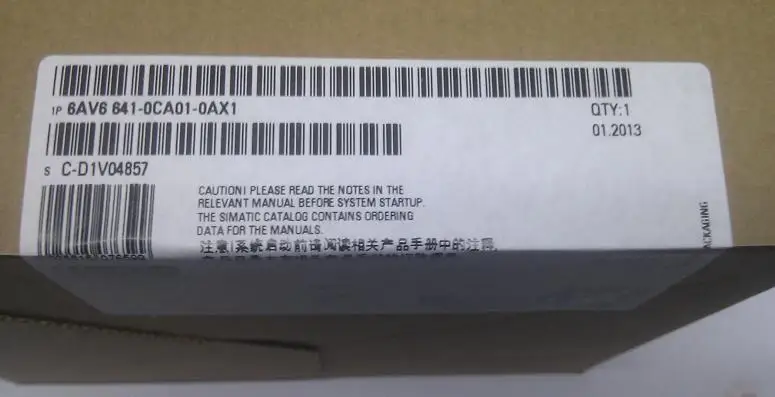 1P 6AV6 641-0CA01-0AX1
QTY:1
01.2013
S C-D1V04857
CAUTION! PLEASE READ THE NOTES IN THE
RELEVANT MANUAL BEFORE SYSTEM STARTUP.
THE SIMATIC CATALOG CONTAINS ORDERING
DATA FOR THE MANUALS.
注意!系统启动前请阅读相关产品手册中的注释,